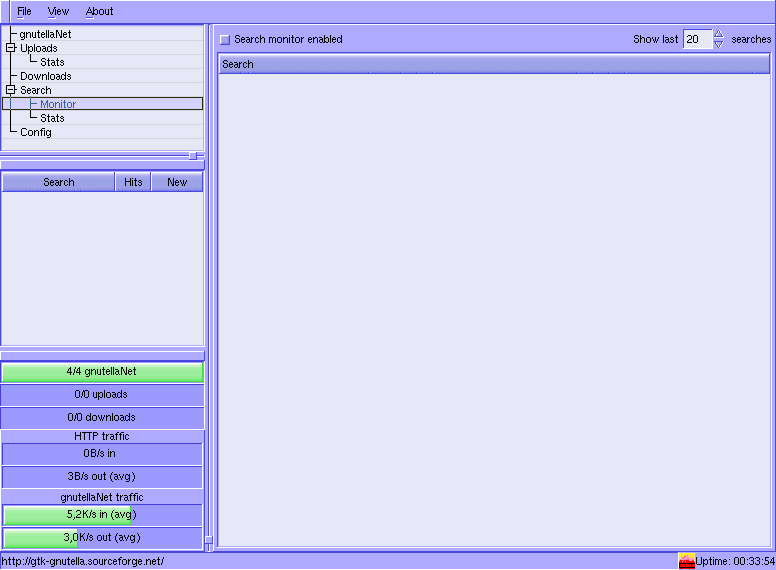 File View About
gnutellaNet
Uploads
Stats
Downloads
Search
Monitor
Stats
Config
Search Hits New
4/4 gnutellaNet
0/0 uploads
0/0 downloads
HTTP traffic
0B/s in
3B/s out (avg)
gnutellaNet traffic
5,2K/s in (avg)
3,0K/s out (avg)
Search monitor enabled Show last 20 searches
Search
http://gtk-gnutella.sourceforge.net/ Uptime: 00:33:54